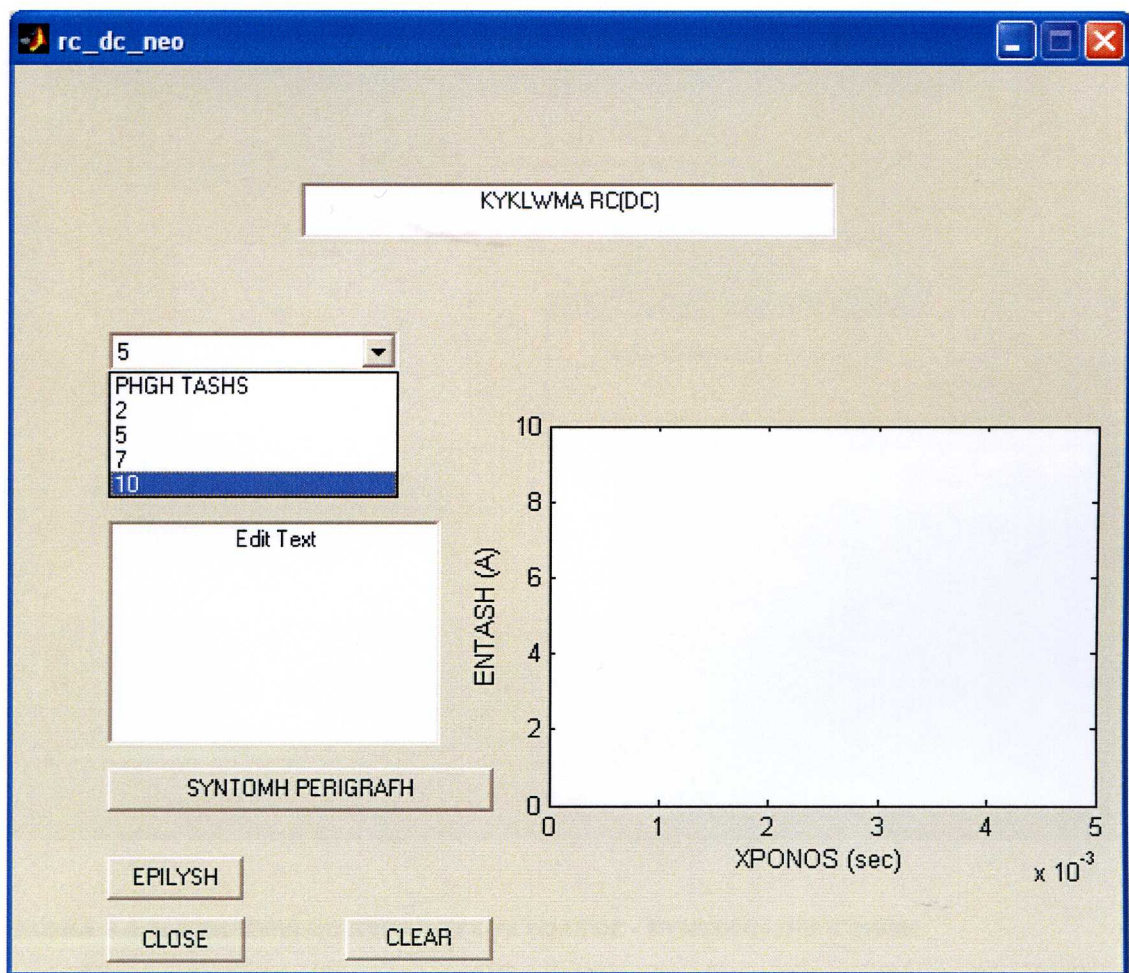 rc_dc_neo
KYKLWMA RC(DC)
5
PHGH TASHS
2
5
7
10
Edit Text
SYNTOMH PERIGRAFH
EPILYSH
CLOSE
CLEAR
ENTASH (A)
10
8
6
4
2
0
0 1 2 3 4 5
XPONOS (sec)
x 10⁻³